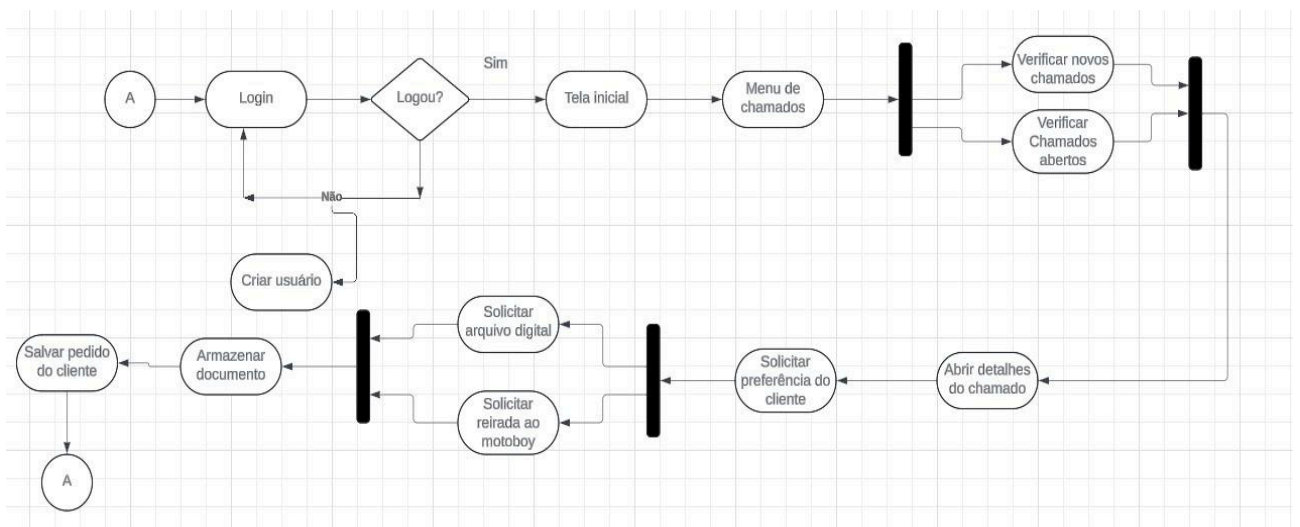 Sim
A
Login
Logou?
Tela inicial
Menu de
chamados
Verificar novos
chamados
Verificar
Chamados
abertos
Não
Criar usuário
Solicitar
arquivo digital
Salvar pedido
do cliente
Armazenar
documento
Solicitar
preferência do
cliente
Abrir detalhes
do chamado
Solicitar
reirada ao
motoboy
A